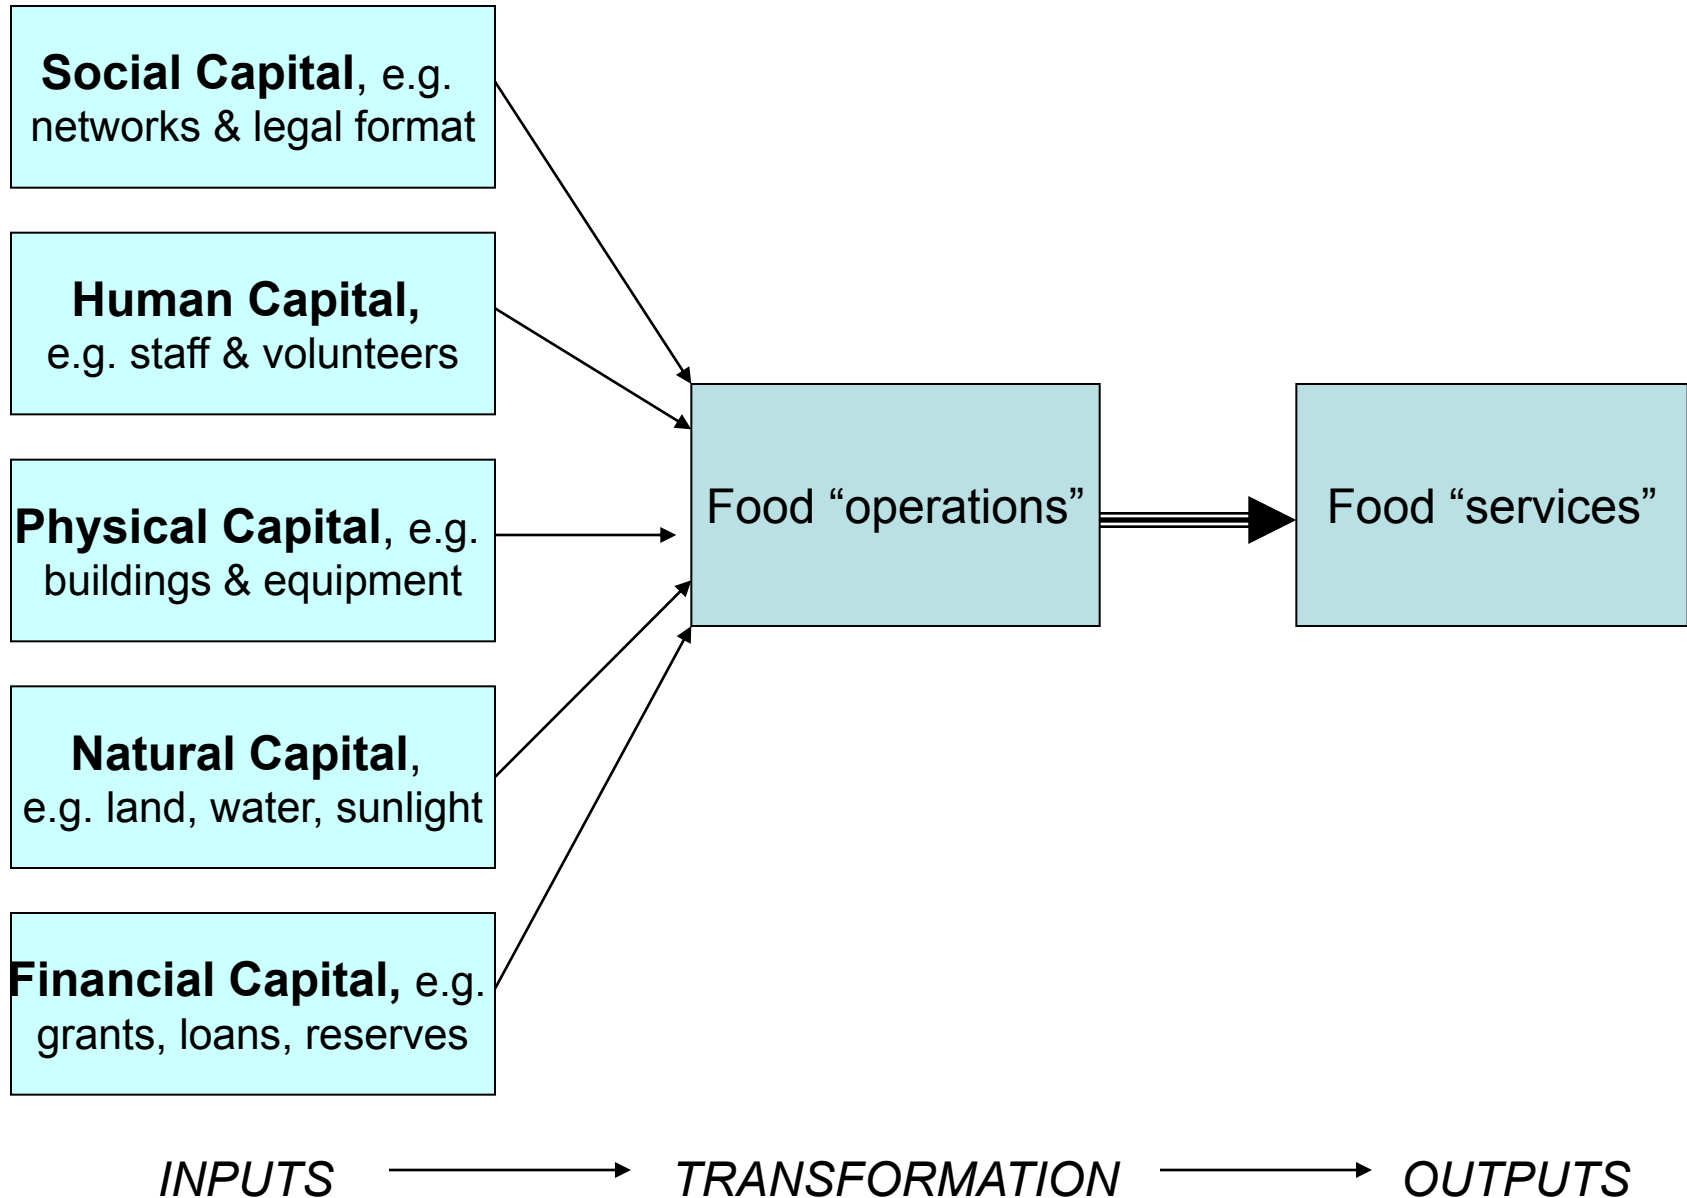 Social Capital, e.g.
networks & legal format
Human Capital,
e.g. staff & volunteers
Physical Capital, e.g.
buildings & equipment
Natural Capital,
e.g. land, water, sunlight
Financial Capital, e.g.
grants, loans, reserves
Food “operations”
Food “services”
INPUTS
TRANSFORMATION
OUTPUTS